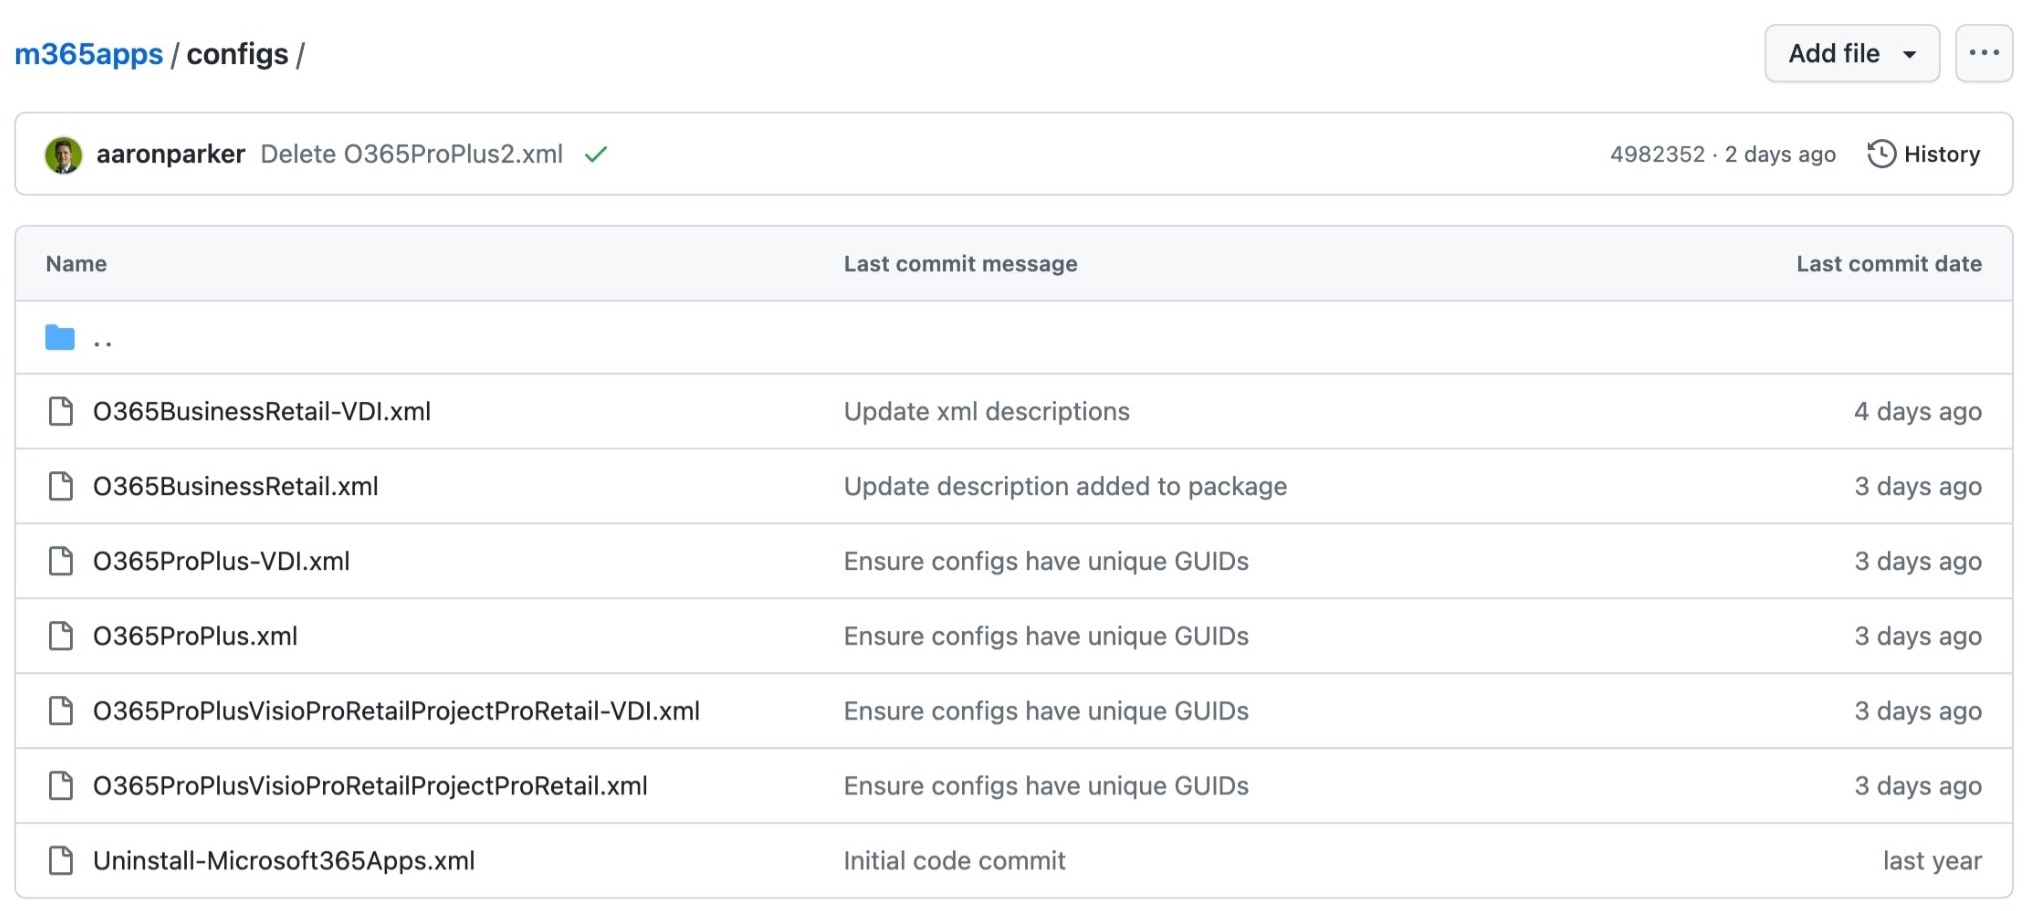 m365apps / configs /
Add file
aaronparker Delete O365ProPlus2.xml
4982352 · 2 days ago History
Name Last commit message Last commit date
..
O365BusinessRetail-VDI.xml Update xml descriptions 4 days ago
O365BusinessRetail.xml Update description added to package 3 days ago
O365ProPlus-VDI.xml Ensure configs have unique GUIDs 3 days ago
O365ProPlus.xml Ensure configs have unique GUIDs 3 days ago
O365ProPlusVisioProRetailProjectProRetail-VDI.xml Ensure configs have unique GUIDs 3 days ago
O365ProPlusVisioProRetailProjectProRetail.xml Ensure configs have unique GUIDs 3 days ago
Uninstall-Microsoft365Apps.xml Initial code commit last year